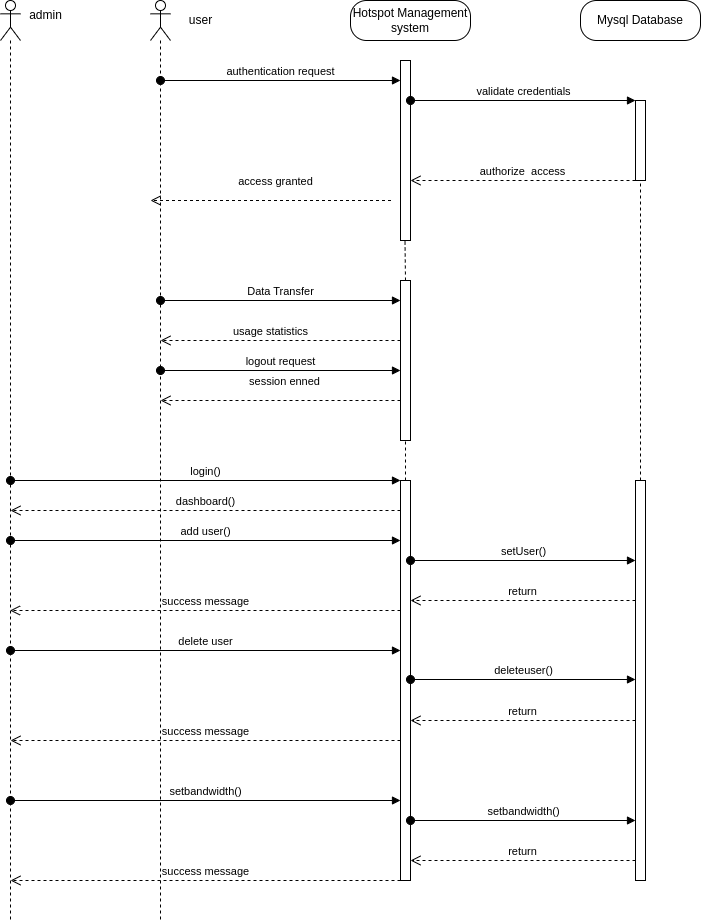 admin
user
Hotspot Management
system
Mysql Database
authentication request
validate credentials
authorize  access
access granted
Data Transfer
usage statistics
logout request
session enned
login()
dashboard()
add user()
setUser()
return
success message
delete user
deleteuser()
return
success message
setbandwidth()
setbandwidth()
return
success message